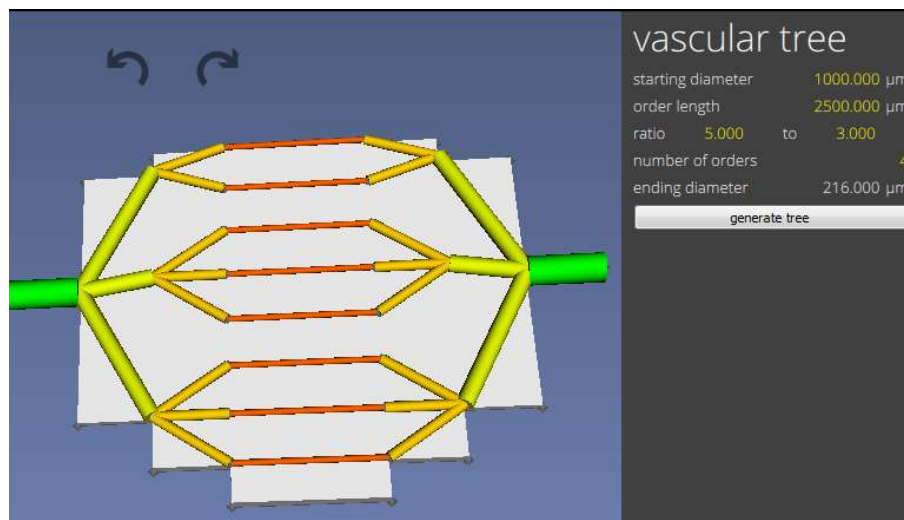 vascular tree
starting diameter 1000.000 μm
order length 2500.000 μm
ratio 5.000 to 3.000
number of orders 4
ending diameter 216.000 μm
generate tree